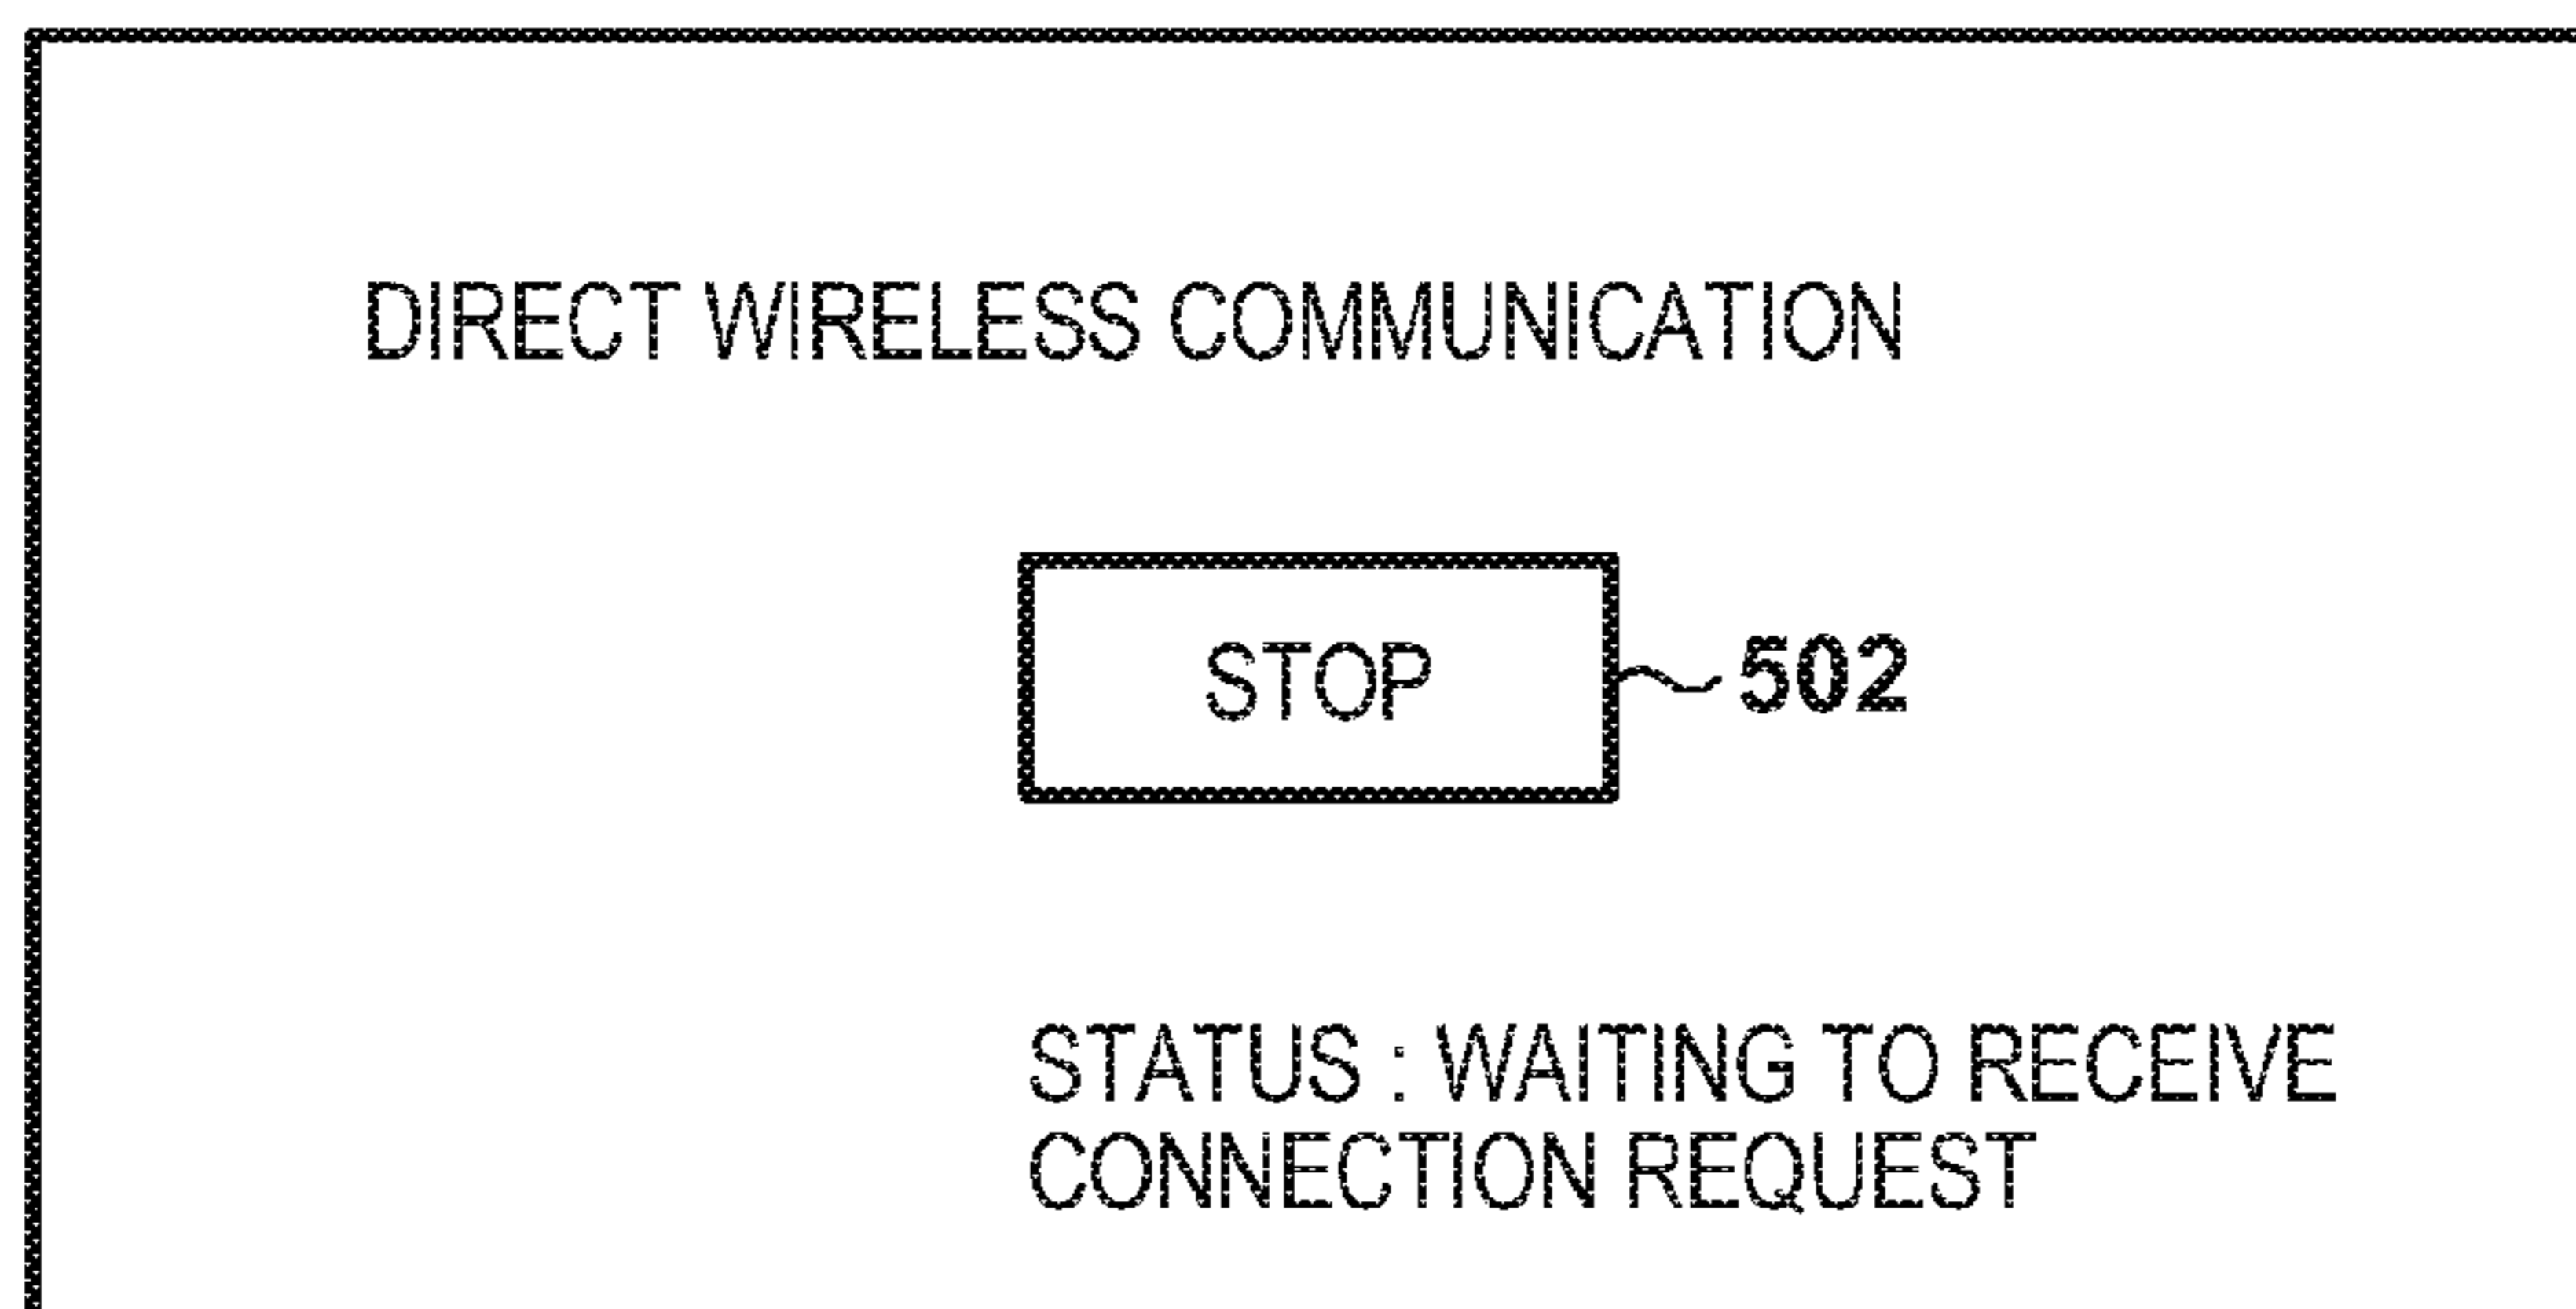 DIRECT WIRELESS COMMUNICATION
STOP
502
STATUS : WAITING TO RECEIVE
CONNECTION REQUEST